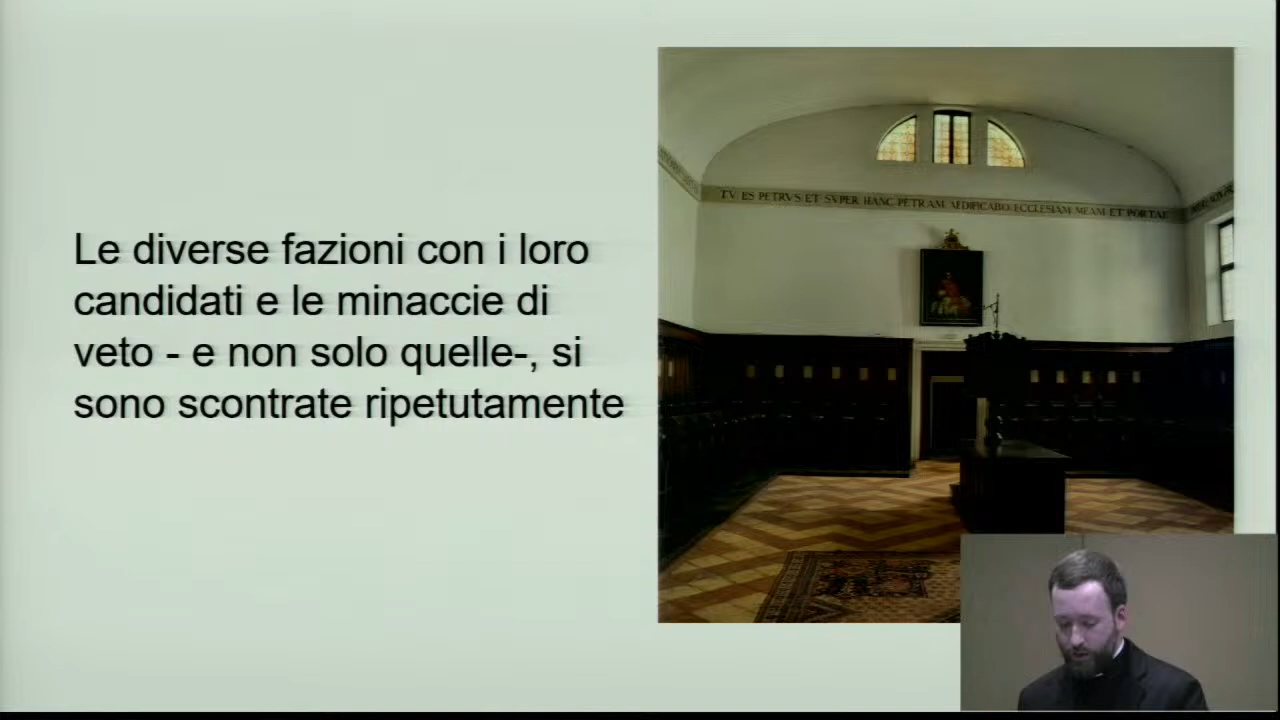 Le diverse fazioni con i loro
candidati e le minaccie di
veto - e non solo quelle-, si
sono scontrate ripetutamente
TV ES PETRVS ET SVPER HANC PETRAM AEDIFICABO ECCLESIAM MEAM ET PORTAE